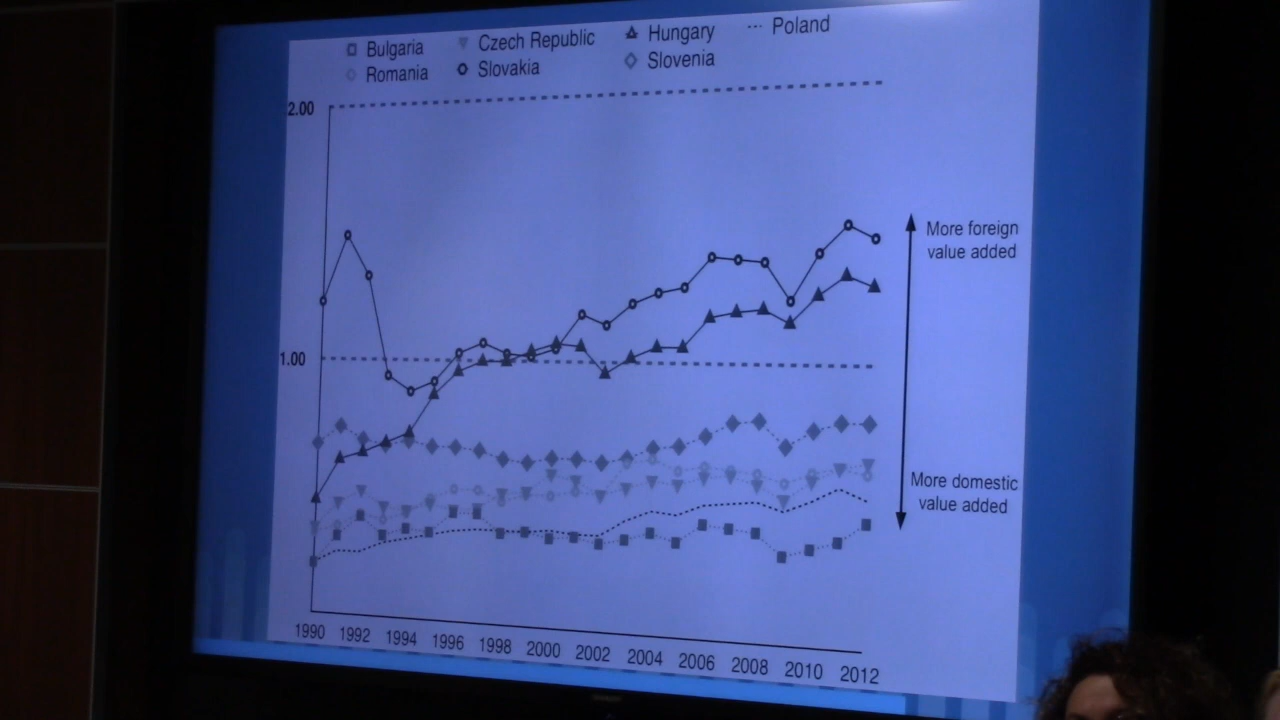 Bulgaria Czech Republic Hungary Poland
Romania Slovakia Slovenia
2.00
More foreign
value added
1.00
More domestic
value added
1990 1992 1994 1996 1998 2000 2002 2004 2006 2008 2010 2012